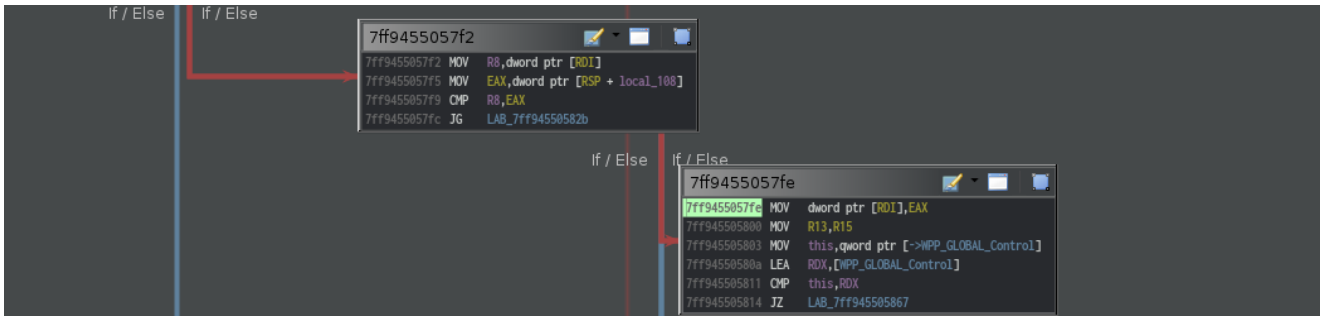 If / Else If / Else
7ff9455057f2
7ff9455057f2 MOV R8,dword ptr [RDI]
7ff9455057f5 MOV EAX,dword ptr [RSP + local_108]
7ff9455057f9 CMP R8,EAX
7ff9455057fc JG LAB_7ff94550582b
If / Else If / Else
7ff9455057fe
7ff9455057fe MOV dword ptr [RDI],EAX
7ff945505800 MOV R13,R15
7ff945505803 MOV this,qword ptr [->WPP_GLOBAL_Control]
7ff94550580a LEA RDX,[WPP_GLOBAL_Control]
7ff945505811 CMP this,RDX
7ff945505814 JZ LAB_7ff945505867